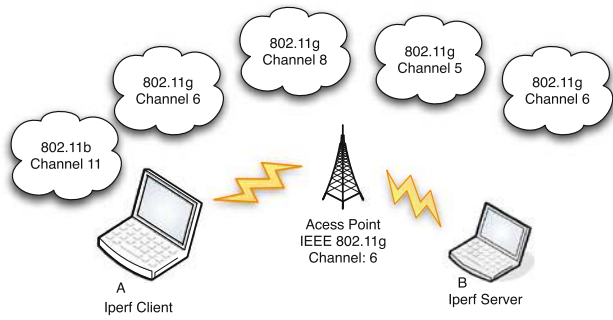 802.11g
Channel 8
802.11g
Channel 5
802.11g
Channel 6
802.11g
Channel 6
802.11b
Channel 11
Acess Point
IEEE 802.11g
Channel: 6
A
Iperf Client
B
Iperf Server